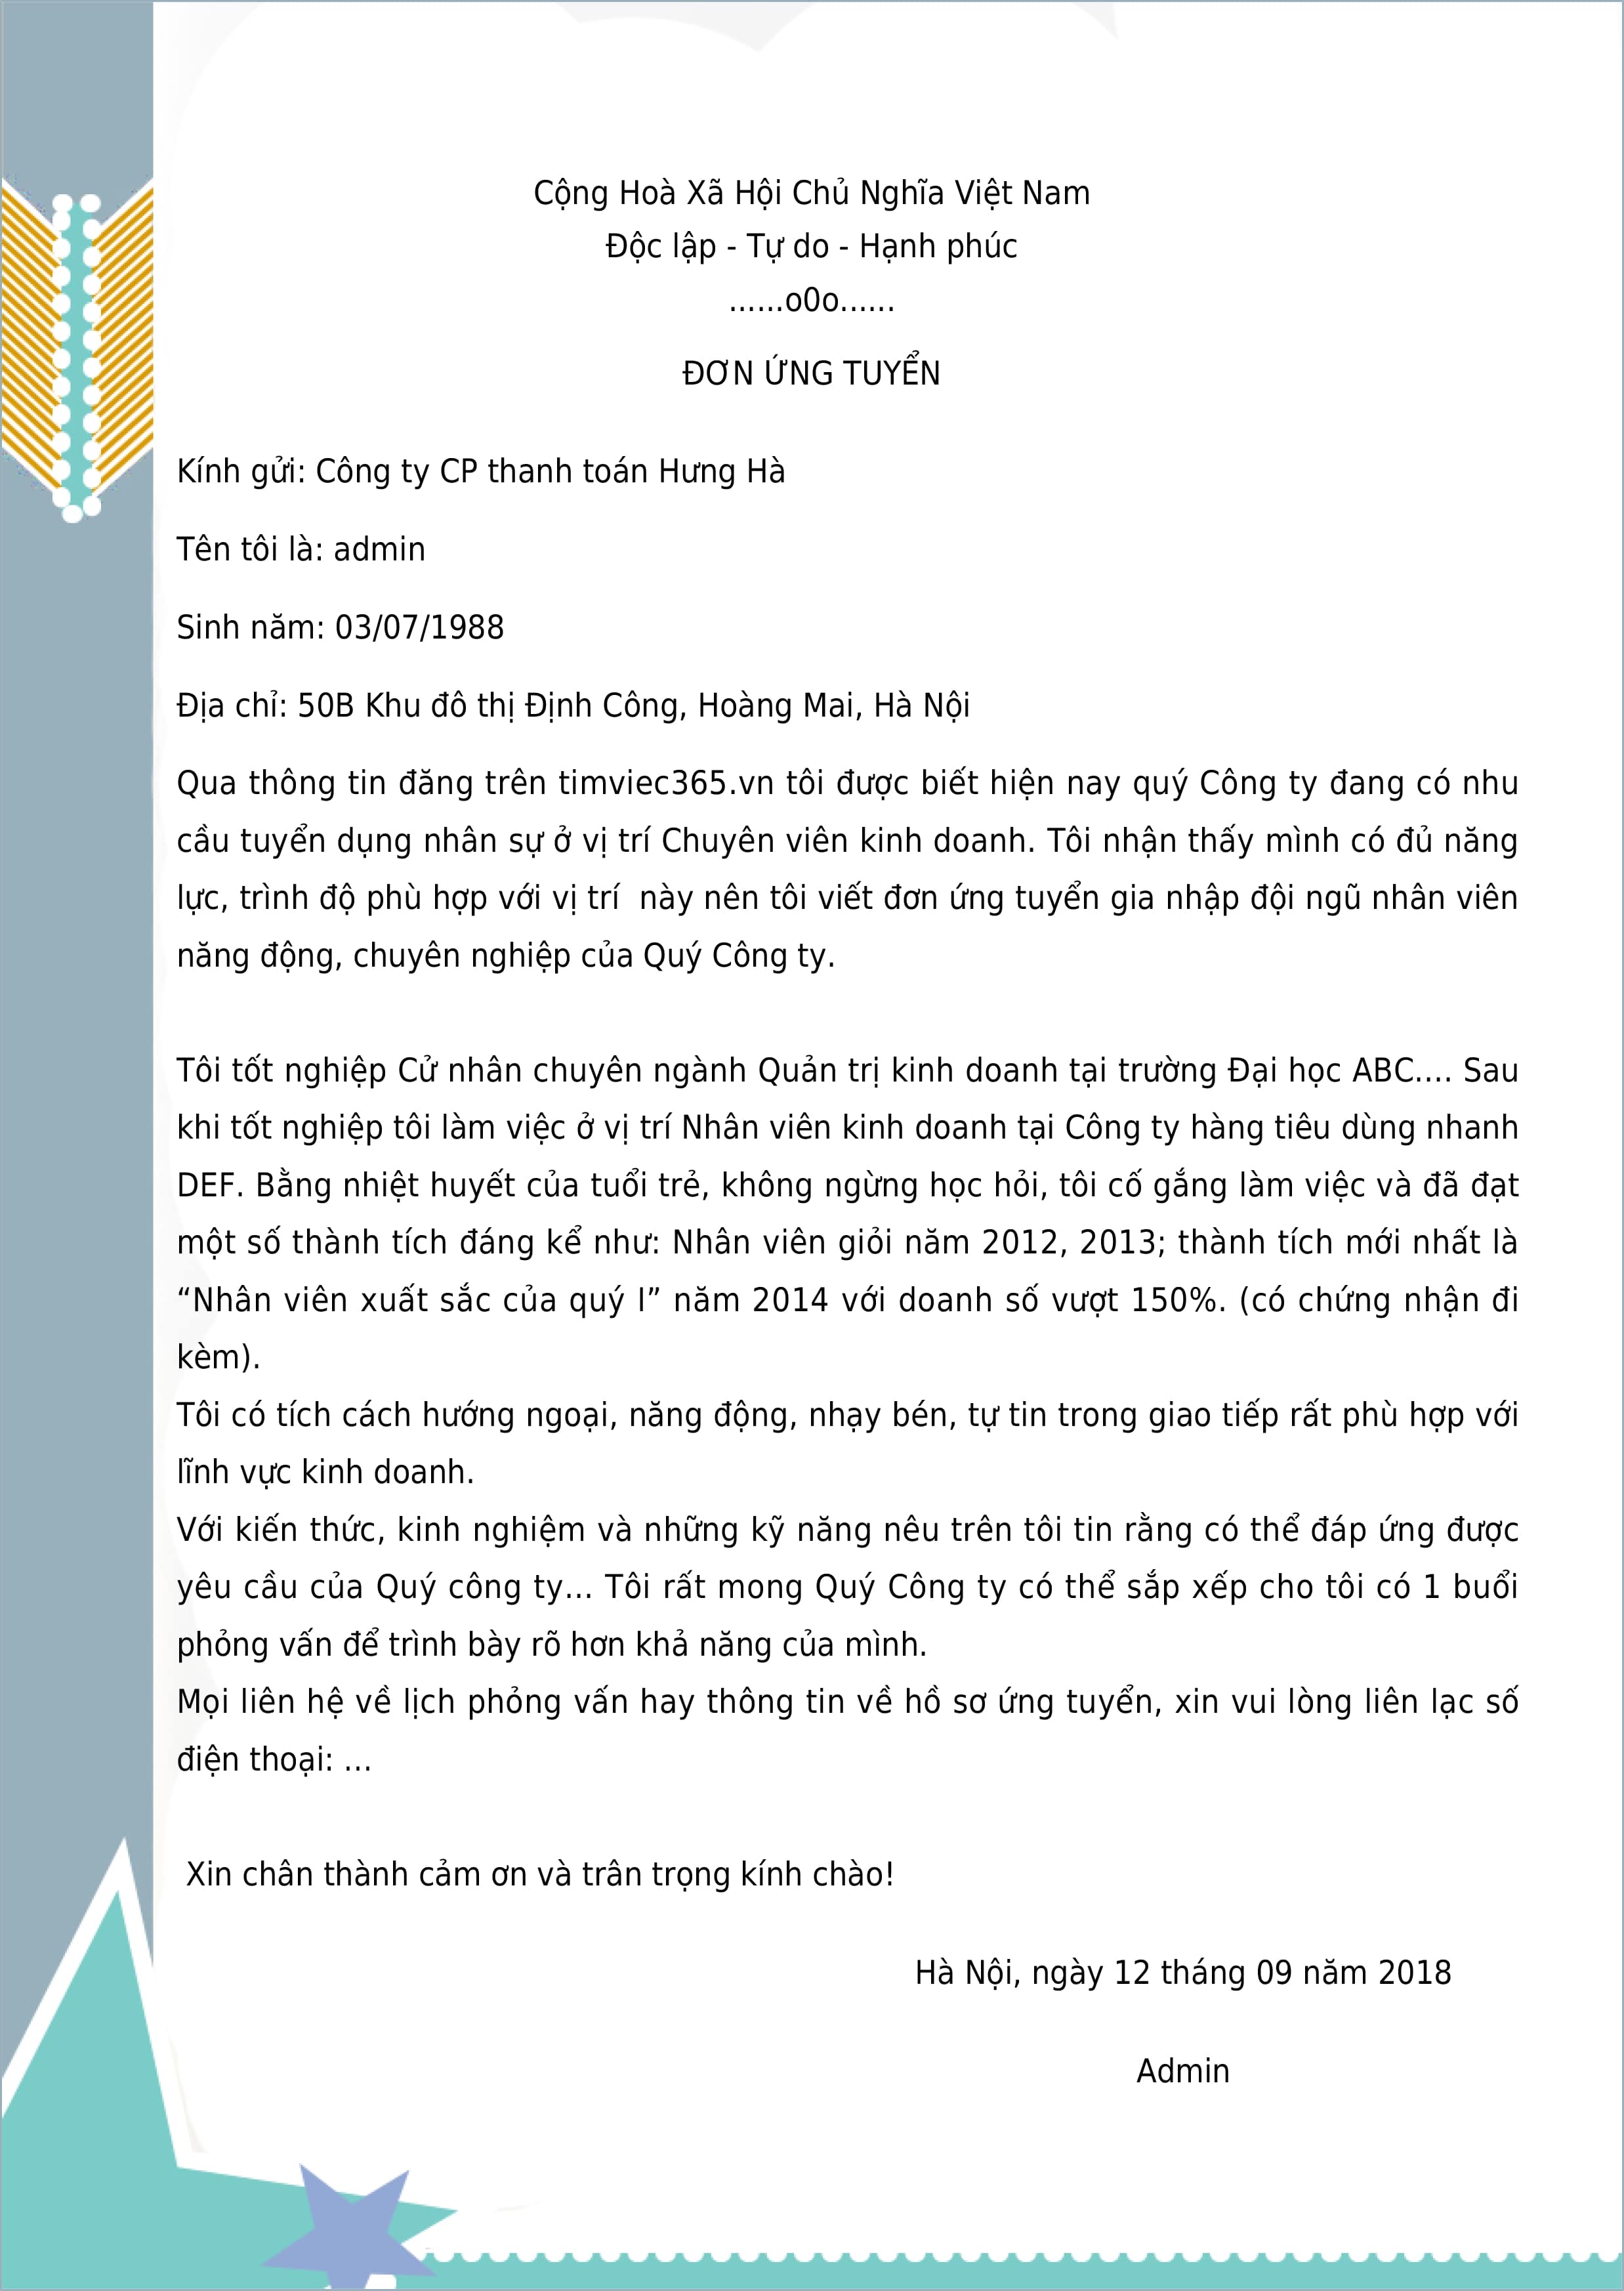 Cộng Hoà Xã Hội Chủ Nghĩa Việt Nam
Độc lập - Tự do - Hạnh phúc
......o0o......
ĐƠN ỨNG TUYỂN
Kính gửi: Công ty CP thanh toán Hưng Hà
Tên tôi là: admin
Sinh năm: 03/07/1988
Địa chỉ: 50B Khu đô thị Định Công, Hoàng Mai, Hà Nội
Qua thông tin đăng trên timviec365.vn tôi được biết hiện nay quý Công ty đang có nhu
cầu tuyển dụng nhân sự ở vị trí Chuyên viên kinh doanh. Tôi nhận thấy mình có đủ năng
lực, trình độ phù hợp với vị trí  này nên tôi viết đơn ứng tuyển gia nhập đội ngũ nhân viên
năng động, chuyên nghiệp của Quý Công ty.
Tôi tốt nghiệp Cử nhân chuyên ngành Quản trị kinh doanh tại trường Đại học ABC.... Sau
khi tốt nghiệp tôi làm việc ở vị trí Nhân viên kinh doanh tại Công ty hàng tiêu dùng nhanh
DEF. Bằng nhiệt huyết của tuổi trẻ, không ngừng học hỏi, tôi cố gắng làm việc và đã đạt
một số thành tích đáng kể như: Nhân viên giỏi năm 2012, 2013; thành tích mới nhất là
“Nhân viên xuất sắc của quý I” năm 2014 với doanh số vượt 150%. (có chứng nhận đi
kèm).
Tôi có tích cách hướng ngoại, năng động, nhạy bén, tự tin trong giao tiếp rất phù hợp với
lĩnh vực kinh doanh.
Với kiến thức, kinh nghiệm và những kỹ năng nêu trên tôi tin rằng có thể đáp ứng được
yêu cầu của Quý công ty... Tôi rất mong Quý Công ty có thể sắp xếp cho tôi có 1 buổi
phỏng vấn để trình bày rõ hơn khả năng của mình.
Mọi liên hệ về lịch phỏng vấn hay thông tin về hồ sơ ứng tuyển, xin vui lòng liên lạc số
điện thoại: ...
Xin chân thành cảm ơn và trân trọng kính chào!
Hà Nội, ngày 12 tháng 09 năm 2018
Admin